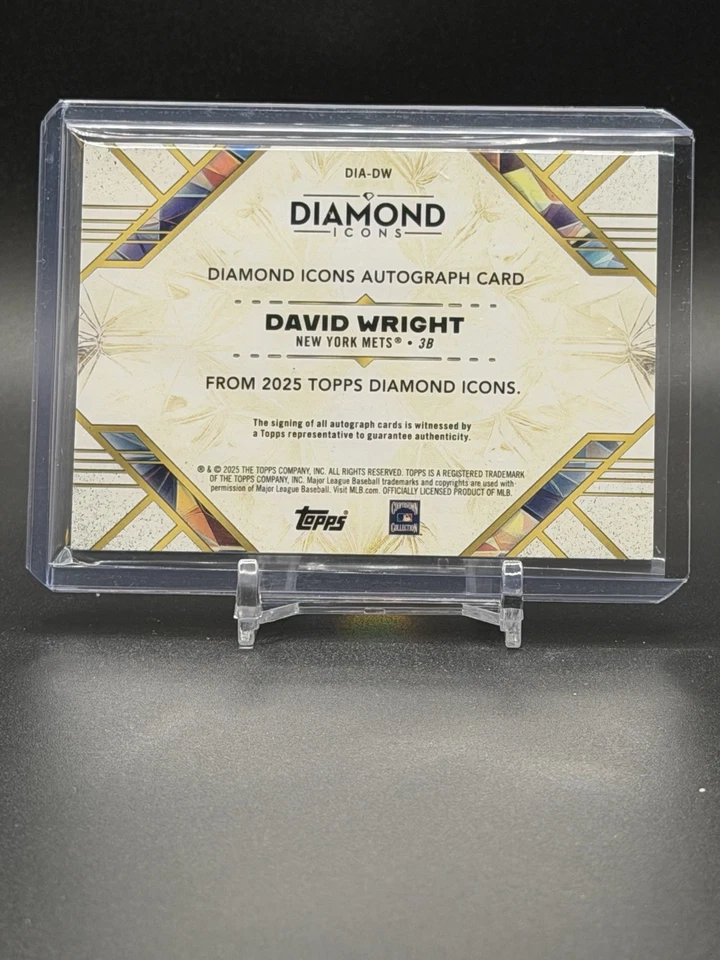 DIA-DW
DIAMOND
ICONS
DIAMOND ICONS AUTOGRAPH CARD
DAVID WRIGHT
NEW YORK METS® • 3B
FROM 2025 TOPPS DIAMOND ICONS.
The signing of all autograph cards is witnessed by
a Topps representative to guarantee authenticity.
® & © 2025 THE TOPPS COMPANY, INC. ALL RIGHTS RESERVED. TOPPS IS A REGISTERED TRADEMARK
OF THE TOPPS COMPANY, INC. Major League Baseball trademarks and copyrights are used with
permission of Major League Baseball. Visit MLB.com. OFFICIALLY LICENSED PRODUCT OF MLB.
topps®
COOPERSTOWN
COLLECTION